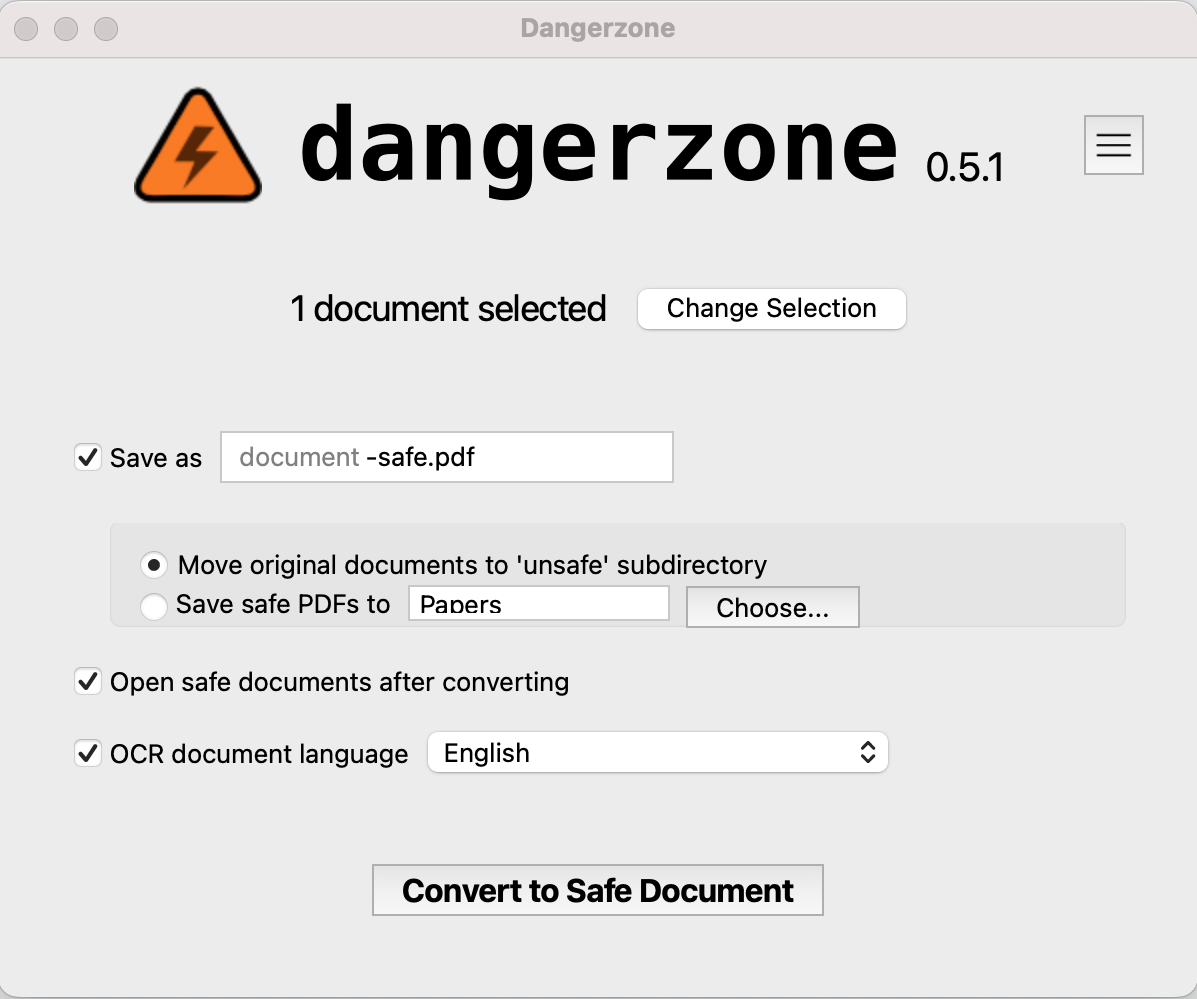 Dangerzone
dangerzone 0.5.1
1 document selected Change Selection
Save as document -safe.pdf
Move original documents to 'unsafe' subdirectory
Save safe PDFs to Papers Choose...
Open safe documents after converting
OCR document language English
Convert to Safe Document